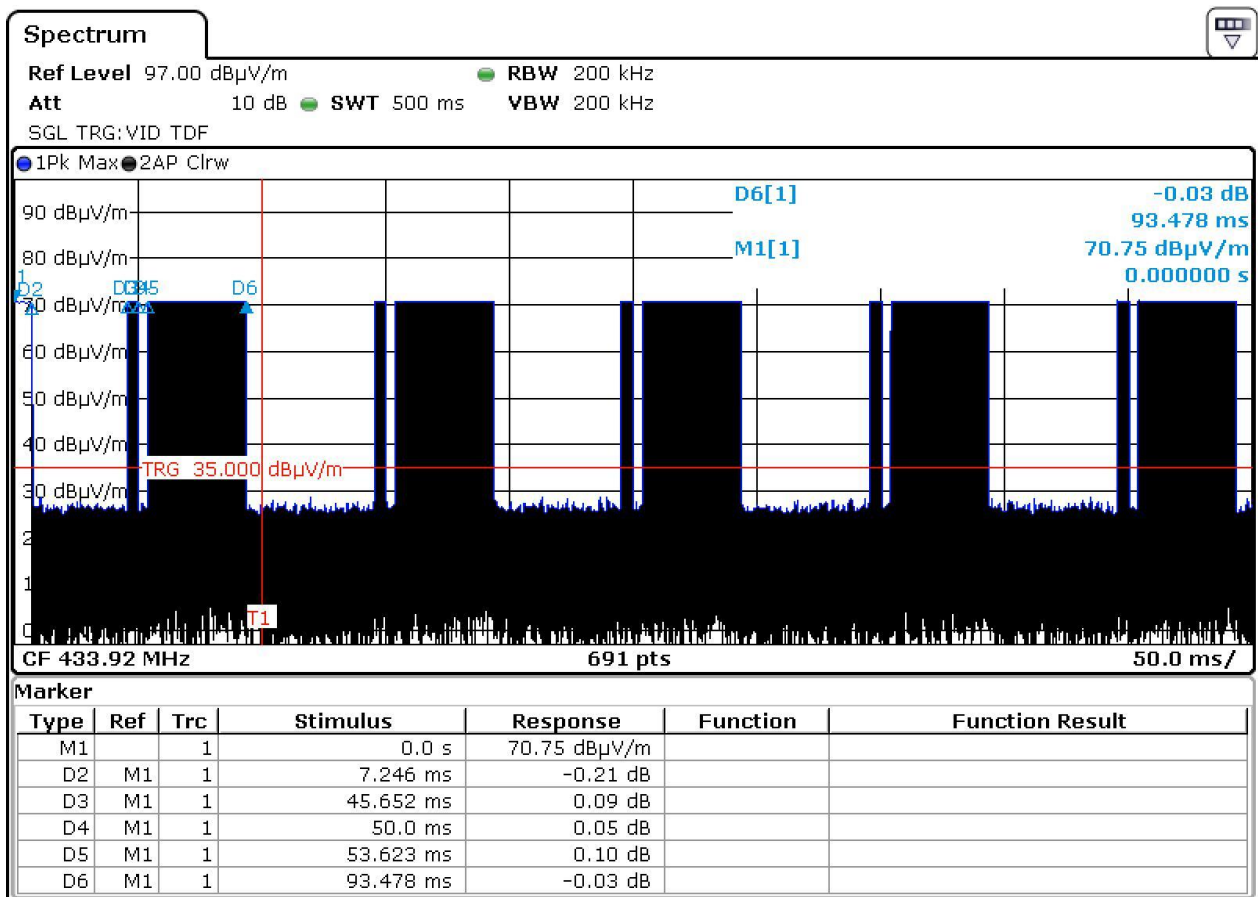 Spectrum
Ref Level 97.00 dBµV/m RBW 200 kHz
Att 10 dB SWT 500 ms VBW 200 kHz
SGL TRG:VID TDF
1Pk Max 2AP Clrw
D6[1] -0.03 dB
93.478 ms
M1[1] 70.75 dBµV/m
0.000000 s
90 dBµV/m
80 dBµV/m
1
D2 D6
70 dBµV/m
60 dBµV/m
50 dBµV/m
40 dBµV/m
TRG 35.000 dBµV/m
30 dBµV/m
2
1
0
T1
CF 433.92 MHz 691 pts 50.0 ms/
Marker
Type Ref Trc Stimulus Response Function Function Result
M1 1 0.0 s 70.75 dBµV/m
D2 M1 1 7.246 ms -0.21 dB
D3 M1 1 45.652 ms 0.09 dB
D4 M1 1 50.0 ms 0.05 dB
D5 M1 1 53.623 ms 0.10 dB
D6 M1 1 93.478 ms -0.03 dB